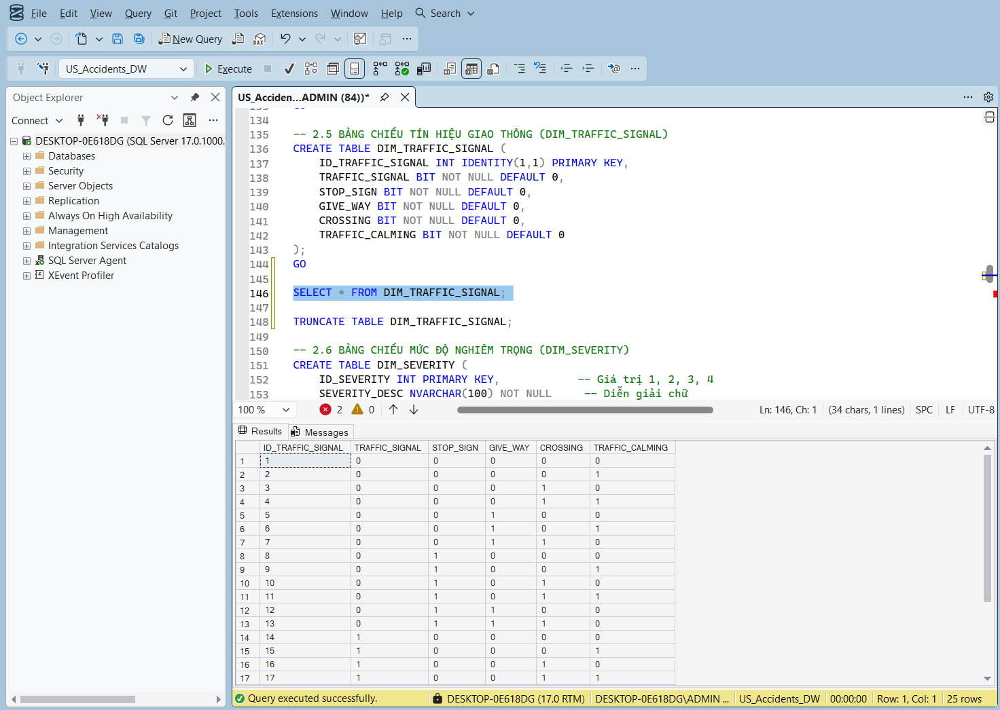 File Edit View Query Git Project Tools Extensions Window Help Search
New Query
US_Accidents_DW Execute
Object Explorer
Connect
DESKTOP-0E618DG (SQL Server 17.0.1000.
Databases
Security
Server Objects
Replication
Always On High Availability
Management
Integration Services Catalogs
SQL Server Agent
XEvent Profiler
US_Acciden...ADMIN (84))*
134
135 -- 2.5 BẢNG CHIỀU TÍN HIỆU GIAO THÔNG (DIM_TRAFFIC_SIGNAL)
136 CREATE TABLE DIM_TRAFFIC_SIGNAL (
137 ID_TRAFFIC_SIGNAL INT IDENTITY(1,1) PRIMARY KEY,
138 TRAFFIC_SIGNAL BIT NOT NULL DEFAULT 0,
139 STOP_SIGN BIT NOT NULL DEFAULT 0,
140 GIVE_WAY BIT NOT NULL DEFAULT 0,
141 CROSSING BIT NOT NULL DEFAULT 0,
142 TRAFFIC_CALMING BIT NOT NULL DEFAULT 0
143 );
144 GO
145
146 SELECT * FROM DIM_TRAFFIC_SIGNAL;
147
148 TRUNCATE TABLE DIM_TRAFFIC_SIGNAL;
149
150 -- 2.6 BẢNG CHIỀU MỨC ĐỘ NGHIÊM TRỌNG (DIM_SEVERITY)
151 CREATE TABLE DIM_SEVERITY (
152 ID_SEVERITY INT PRIMARY KEY, -- Giá trị 1, 2, 3, 4
153 SEVERITY_DESC NVARCHAR(100) NOT NULL -- Diễn giải chữ
100 % 2 0 Ln: 146, Ch: 1 (34 chars, 1 lines) SPC LF UTF-8
Results Messages
ID_TRAFFIC_SIGNAL TRAFFIC_SIGNAL STOP_SIGN GIVE_WAY CROSSING TRAFFIC_CALMING
1 1 0 0 0 0 0
2 2 0 0 0 0 1
3 3 0 0 0 1 0
4 4 0 0 0 1 1
5 5 0 0 1 0 0
6 6 0 0 1 0 1
7 7 0 0 1 1 0
8 8 0 1 0 0 0
9 9 0 1 0 0 1
10 10 0 1 0 1 0
11 11 0 1 0 1 1
12 12 0 1 1 0 0
13 13 0 1 1 1 0
14 14 1 0 0 0 0
15 15 1 0 0 0 1
16 16 1 0 0 1 0
17 17 1 0 0 1 1
Query executed successfully. DESKTOP-0E618DG (17.0 RTM) DESKTOP-0E618DG\ADMIN ... US_Accidents_DW 00:00:00 Row: 1, Col: 1 25 rows